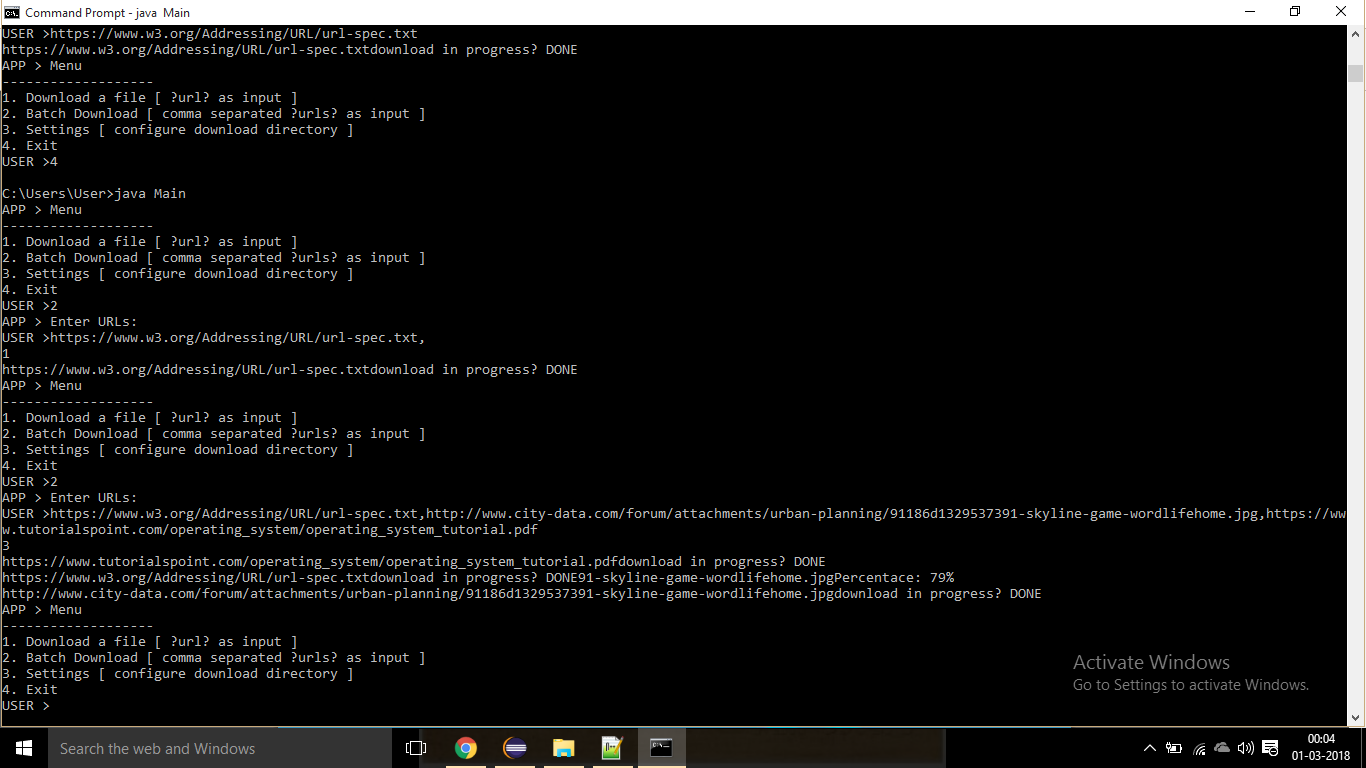 Command Prompt - java Main
USER >https://www.w3.org/Addressing/URL/url-spec.txt
https://www.w3.org/Addressing/URL/url-spec.txtdownload in progress? DONE
APP > Menu
-------------------
1. Download a file [ ?url? as input ]
2. Batch Download [ comma separated ?urls? as input ]
3. Settings [ configure download directory ]
4. Exit
USER >4
C:\Users\User>java Main
APP > Menu
-------------------
1. Download a file [ ?url? as input ]
2. Batch Download [ comma separated ?urls? as input ]
3. Settings [ configure download directory ]
4. Exit
USER >2
APP > Enter URLs:
USER >https://www.w3.org/Addressing/URL/url-spec.txt,
1
https://www.w3.org/Addressing/URL/url-spec.txtdownload in progress? DONE
APP > Menu
-------------------
1. Download a file [ ?url? as input ]
2. Batch Download [ comma separated ?urls? as input ]
3. Settings [ configure download directory ]
4. Exit
USER >2
APP > Enter URLs:
USER >https://www.w3.org/Addressing/URL/url-spec.txt,http://www.city-data.com/forum/attachments/urban-planning/91186d1329537391-skyline-game-wordlifehome.jpg,https://ww
w.tutorialspoint.com/operating_system/operating_system_tutorial.pdf
3
https://www.tutorialspoint.com/operating_system/operating_system_tutorial.pdfdownload in progress? DONE
https://www.w3.org/Addressing/URL/url-spec.txtdownload in progress? DONE91-skyline-game-wordlifehome.jpgPercentace: 79%
http://www.city-data.com/forum/attachments/urban-planning/91186d1329537391-skyline-game-wordlifehome.jpgdownload in progress? DONE
APP > Menu
-------------------
1. Download a file [ ?url? as input ]
2. Batch Download [ comma separated ?urls? as input ]
3. Settings [ configure download directory ]
4. Exit
USER >
Activate Windows
Go to Settings to activate Windows.
Search the web and Windows
00:04
01-03-2018